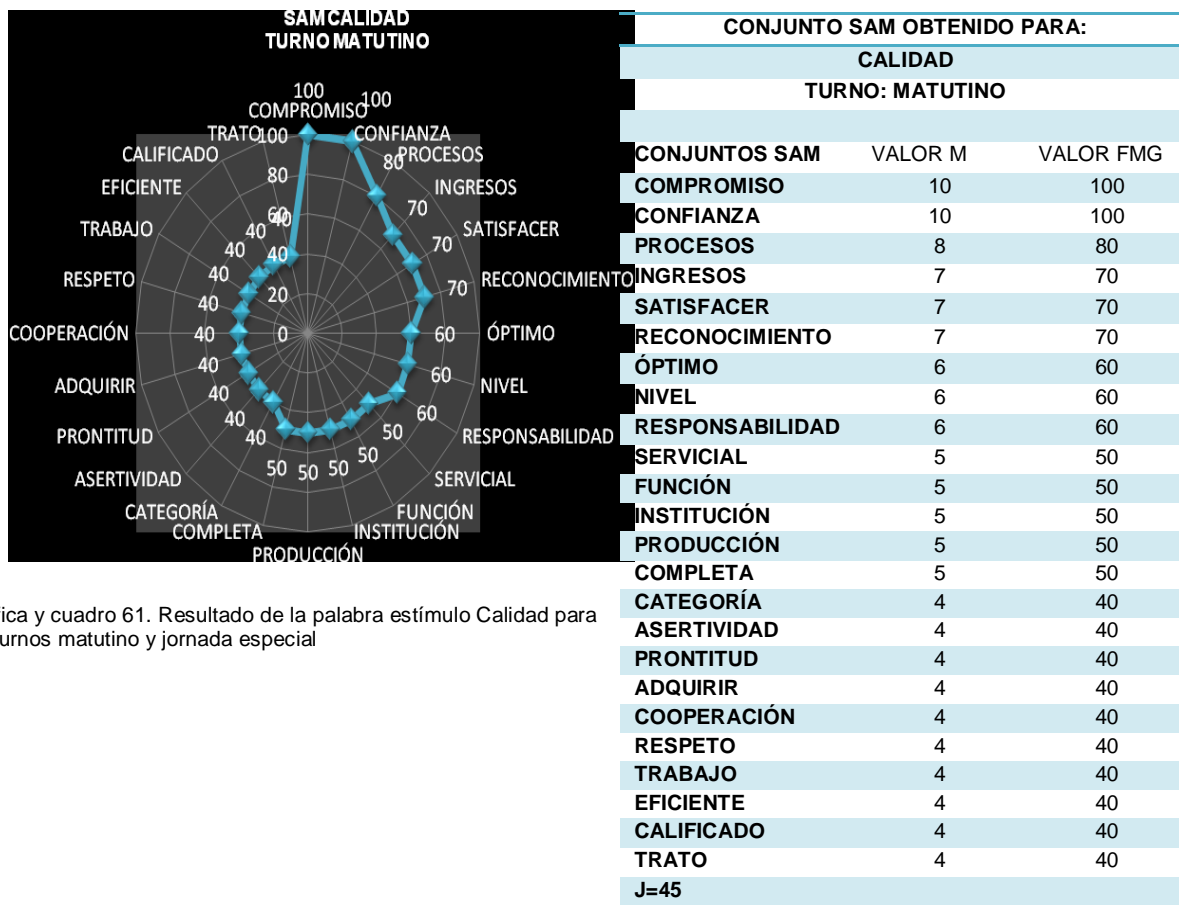 SAM CALIDAD
TURNO MATUTINO
100
COMPROMISO
100
TRATO
100
CONFIANZA
CALIFICADO
80
PROCESOS
80
EFICIENTE
INGRESOS
60
40
70
TRABAJO
40
SATISFACER
40
40
70
RESPETO
40
20
70
RECONOCIMIENTO
40
COOPERACIÓN
40
0
60
ÓPTIMO
40
ADQUIRIR
60
NIVEL
40
60
PRONTITUD
40
50
RESPONSABILIDAD
40
50
50
50
50
ASERTIVIDAD
SERVICIAL
CATEGORÍA
FUNCIÓN
COMPLETA
INSTITUCIÓN
PRODUCCIÓN
fica y cuadro 61. Resultado de la palabra estímulo Calidad para
urnos matutino y jornada especial
CONJUNTO SAM OBTENIDO PARA:
CALIDAD
TURNO: MATUTINO
CONJUNTOS SAM VALOR M VALOR FMG
COMPROMISO 10 100
CONFIANZA 10 100
PROCESOS 8 80
INGRESOS 7 70
SATISFACER 7 70
RECONOCIMIENTO 7 70
ÓPTIMO 6 60
NIVEL 6 60
RESPONSABILIDAD 6 60
SERVICIAL 5 50
FUNCIÓN 5 50
INSTITUCIÓN 5 50
PRODUCCIÓN 5 50
COMPLETA 5 50
CATEGORÍA 4 40
ASERTIVIDAD 4 40
PRONTITUD 4 40
ADQUIRIR 4 40
COOPERACIÓN 4 40
RESPETO 4 40
TRABAJO 4 40
EFICIENTE 4 40
CALIFICADO 4 40
TRATO 4 40
J=45